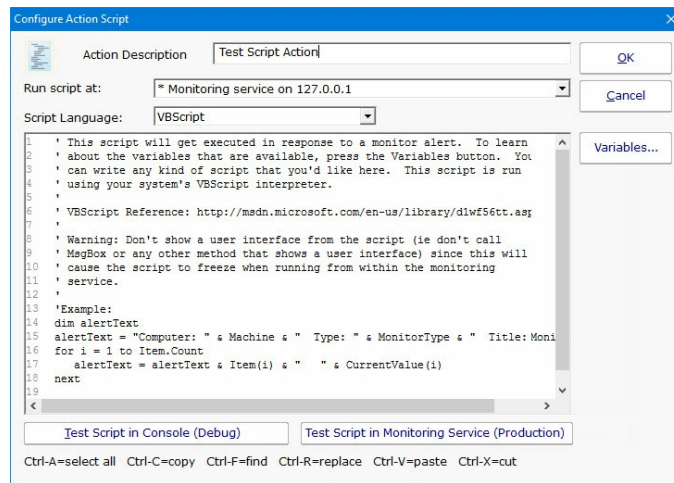 Configure Action Script
Action Description Test Script Action
OK
Run script at: * Monitoring service on 127.0.0.1
Cancel
Script Language: VBScript
Variables...
1 ' This script will get executed in response to a monitor alert. To learn
2 ' about the variables that are available, press the Variables button. You
3 ' can write any kind of script that you'd like here. This script is run
4 ' using your system's VBScript interpreter.
5 '
6 ' VBScript Reference: http://msdn.microsoft.com/en-us/library/d1wf56tt.asp
7 '
8 ' Warning: Don't show a user interface from the script (ie don't call
9 ' MsgBox or any other method that shows a user interface) since this will
10 ' cause the script to freeze when running from within the monitoring
11 ' service.
12 '
13 'Example:
14 dim alertText
15 alertText = "Computer: " & Machine & " Type: " & MonitorType & " Title: Moni
16 for i = 1 to Item.Count
17 alertText = alertText & Item(i) & " " & CurrentValue(i)
18 next
19
Test Script in Console (Debug)
Test Script in Monitoring Service (Production)
Ctrl-A=select all Ctrl-C=copy Ctrl-F=find Ctrl-R=replace Ctrl-V=paste Ctrl-X=cut